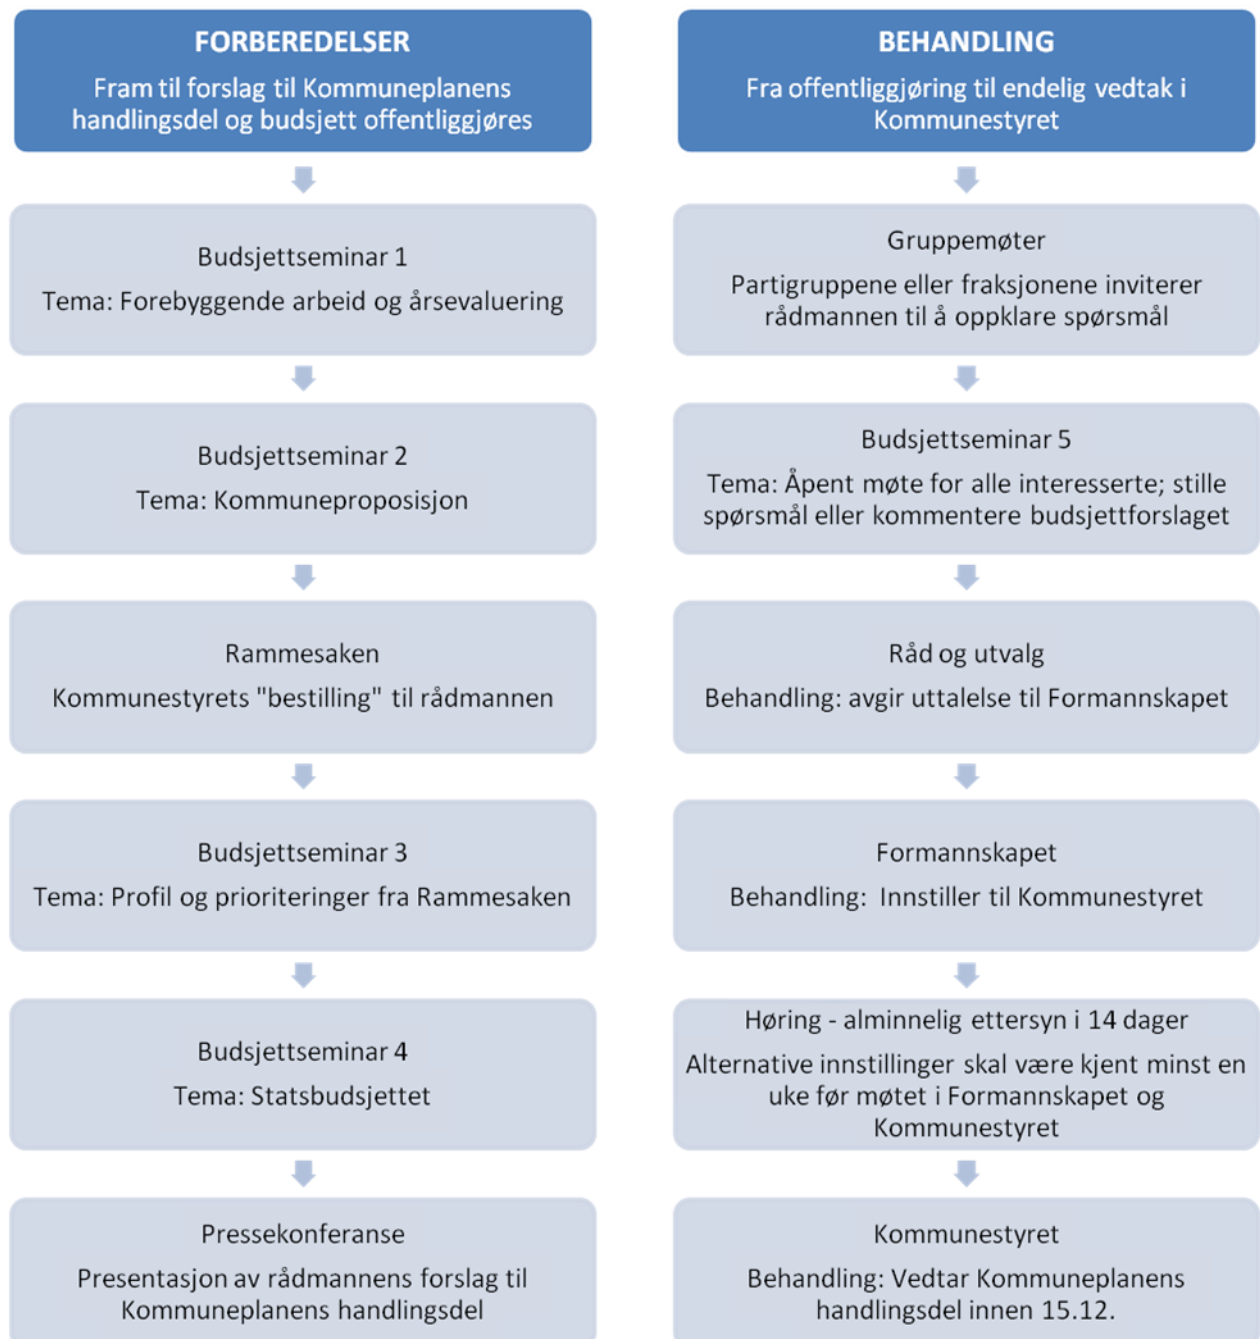 FORBEREDELSER
Fram til forslag til Kommuneplanens
handlingsdel og budsjett offentliggjøres
Budsjettseminar 1
Tema: Forebyggende arbeid og årsevaluering
Budsjettseminar 2
Tema: Kommuneproposisjon
Rammesaken
Kommunestyrets "bestilling" til rådmannen
Budsjettseminar 3
Tema: Profil og prioriteringer fra Rammesaken
Budsjettseminar 4
Tema: Statsbudsjettet
Pressekonferanse
Presentasjon av rådmannens forslag til
Kommuneplanens handlingsdel
BEHANDLING
Fra offentliggjøring til endelig vedtak i
Kommunestyret
Gruppemøter
Partigruppene eller fraksjonene inviterer
rådmannen til å oppklare spørsmål
Budsjettseminar 5
Tema: Åpent møte for alle interesserte; stille
spørsmål eller kommentere budsjettforslaget
Råd og utvalg
Behandling: avgir uttalelse til Formannskapet
Formannskapet
Behandling:  Innstiller til Kommunestyret
Høring - alminnelig ettersyn i 14 dager
Alternative innstillinger skal være kjent minst en
uke før møtet i Formannskapet og
Kommunestyret
Kommunestyret
Behandling: Vedtar Kommuneplanens
handlingsdel innen 15.12.